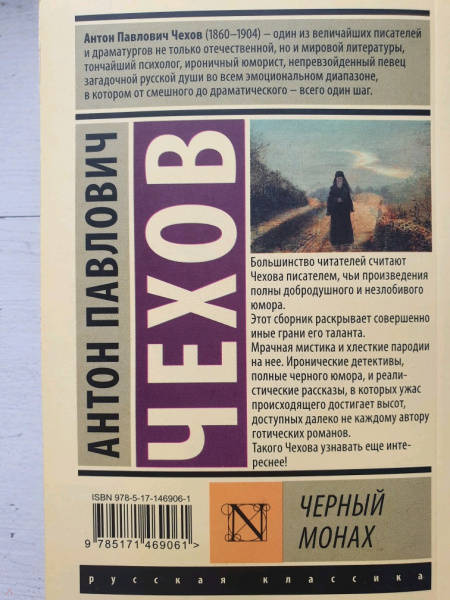 Антон Павлович Чехов (1860–1904) – один из величайших писателей
и драматургов не только отечественной, но и мировой литературы,
тончайший психолог, ироничный юморист, непревзойденный певец
загадочной русской души во всем эмоциональном диапазоне,
в котором от смешного до драматического – всего один шаг.
АНТОН ПАВЛОВИЧ
ЧЕХОВ
Большинство читателей считают
Чехова писателем, чьи произведения
полны добродушного и незлобивого
юмора.
Этот сборник раскрывает совершенно
иные грани его таланта.
Мрачная мистика и хлесткие пародии
на нее. Иронические детективы,
полные черного юмора, и реали-
стические рассказы, в которых ужас
происходящего достигает высот,
доступных далеко не каждому автору
готических романов.
Такого Чехова узнавать еще инте-
реснее!
ISBN 978-5-17-146906-1
9 785171 469061 >
N
ЧЕРНЫЙ
МОНАХ
русская классика